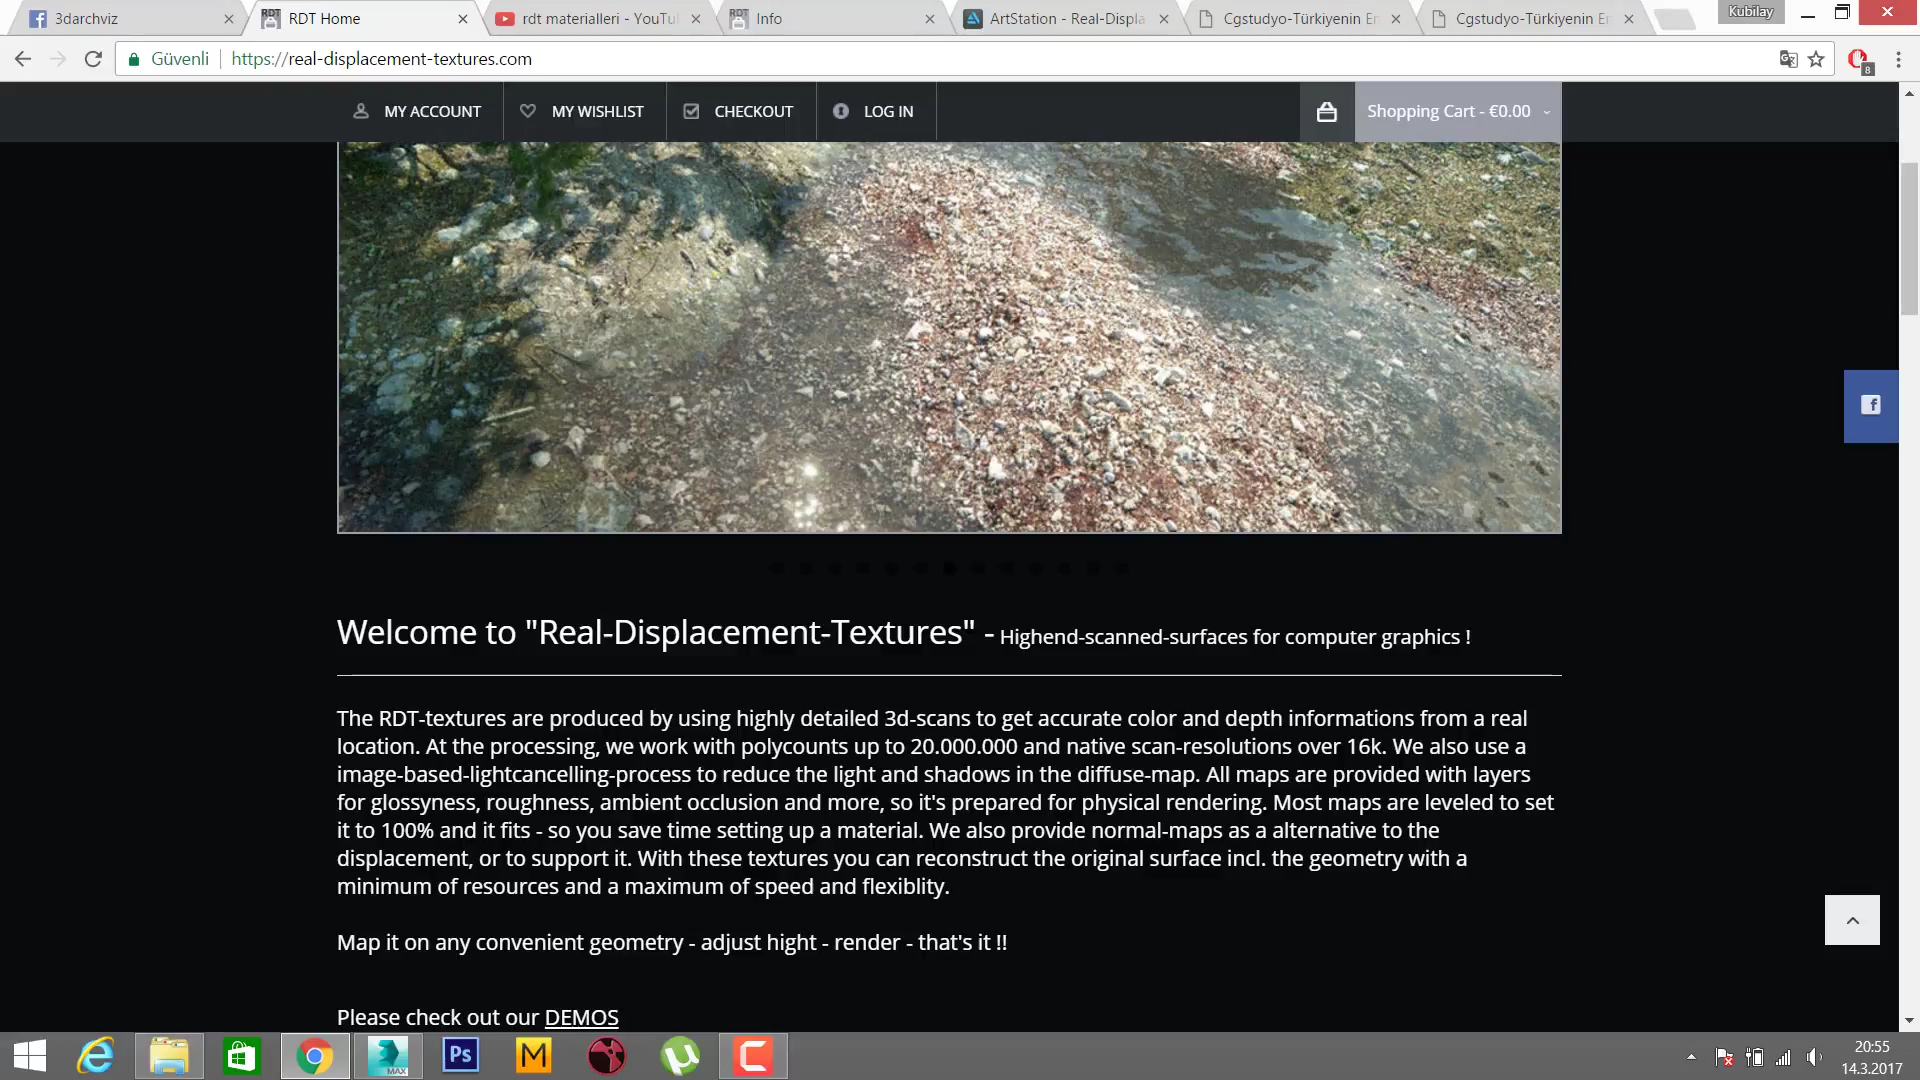 3darchviz
RDT Home
rdt materialleri - YouTu
Info
ArtStation - Real-Displa
Cgstudyo-Türkiyenin En
Cgstudyo-Türkiyenin En
Kubilay
Güvenli
https://real-displacement-textures.com
8
MY ACCOUNT
MY WISHLIST
CHECKOUT
LOG IN
Shopping Cart - €0.00
Welcome to "Real-Displacement-Textures" - Highend-scanned-surfaces for computer graphics !
The RDT-textures are produced by using highly detailed 3d-scans to get accurate color and depth informations from a real
location. At the processing, we work with polycounts up to 20.000.000 and native scan-resolutions over 16k. We also use a
image-based-lightcancelling-process to reduce the light and shadows in the diffuse-map. All maps are provided with layers
for glossyness, roughness, ambient occlusion and more, so it's prepared for physical rendering. Most maps are leveled to set
it to 100% and it fits - so you save time setting up a material. We also provide normal-maps as a alternative to the
displacement, or to support it. With these textures you can reconstruct the original surface incl. the geometry with a
minimum of resources and a maximum of speed and flexiblity.
Map it on any convenient geometry - adjust hight - render - that's it !!
Please check out our DEMOS
MAX
Ps
M
20:55
14.3.2017